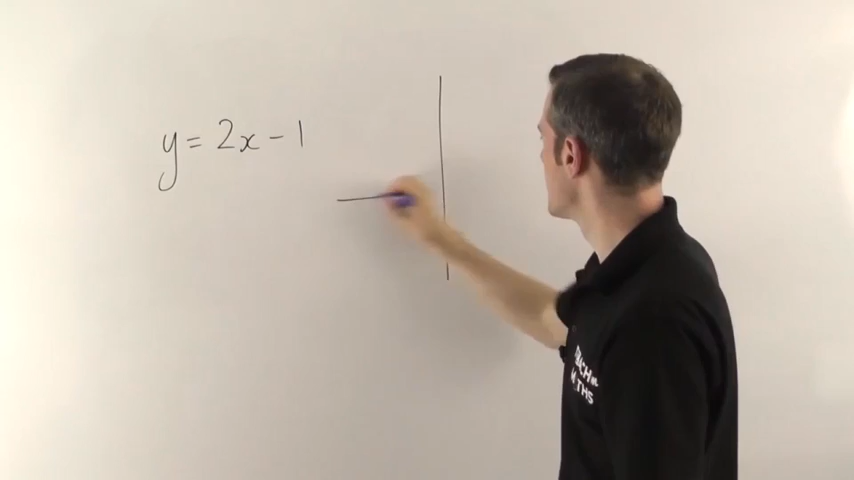 y = 2x - 1